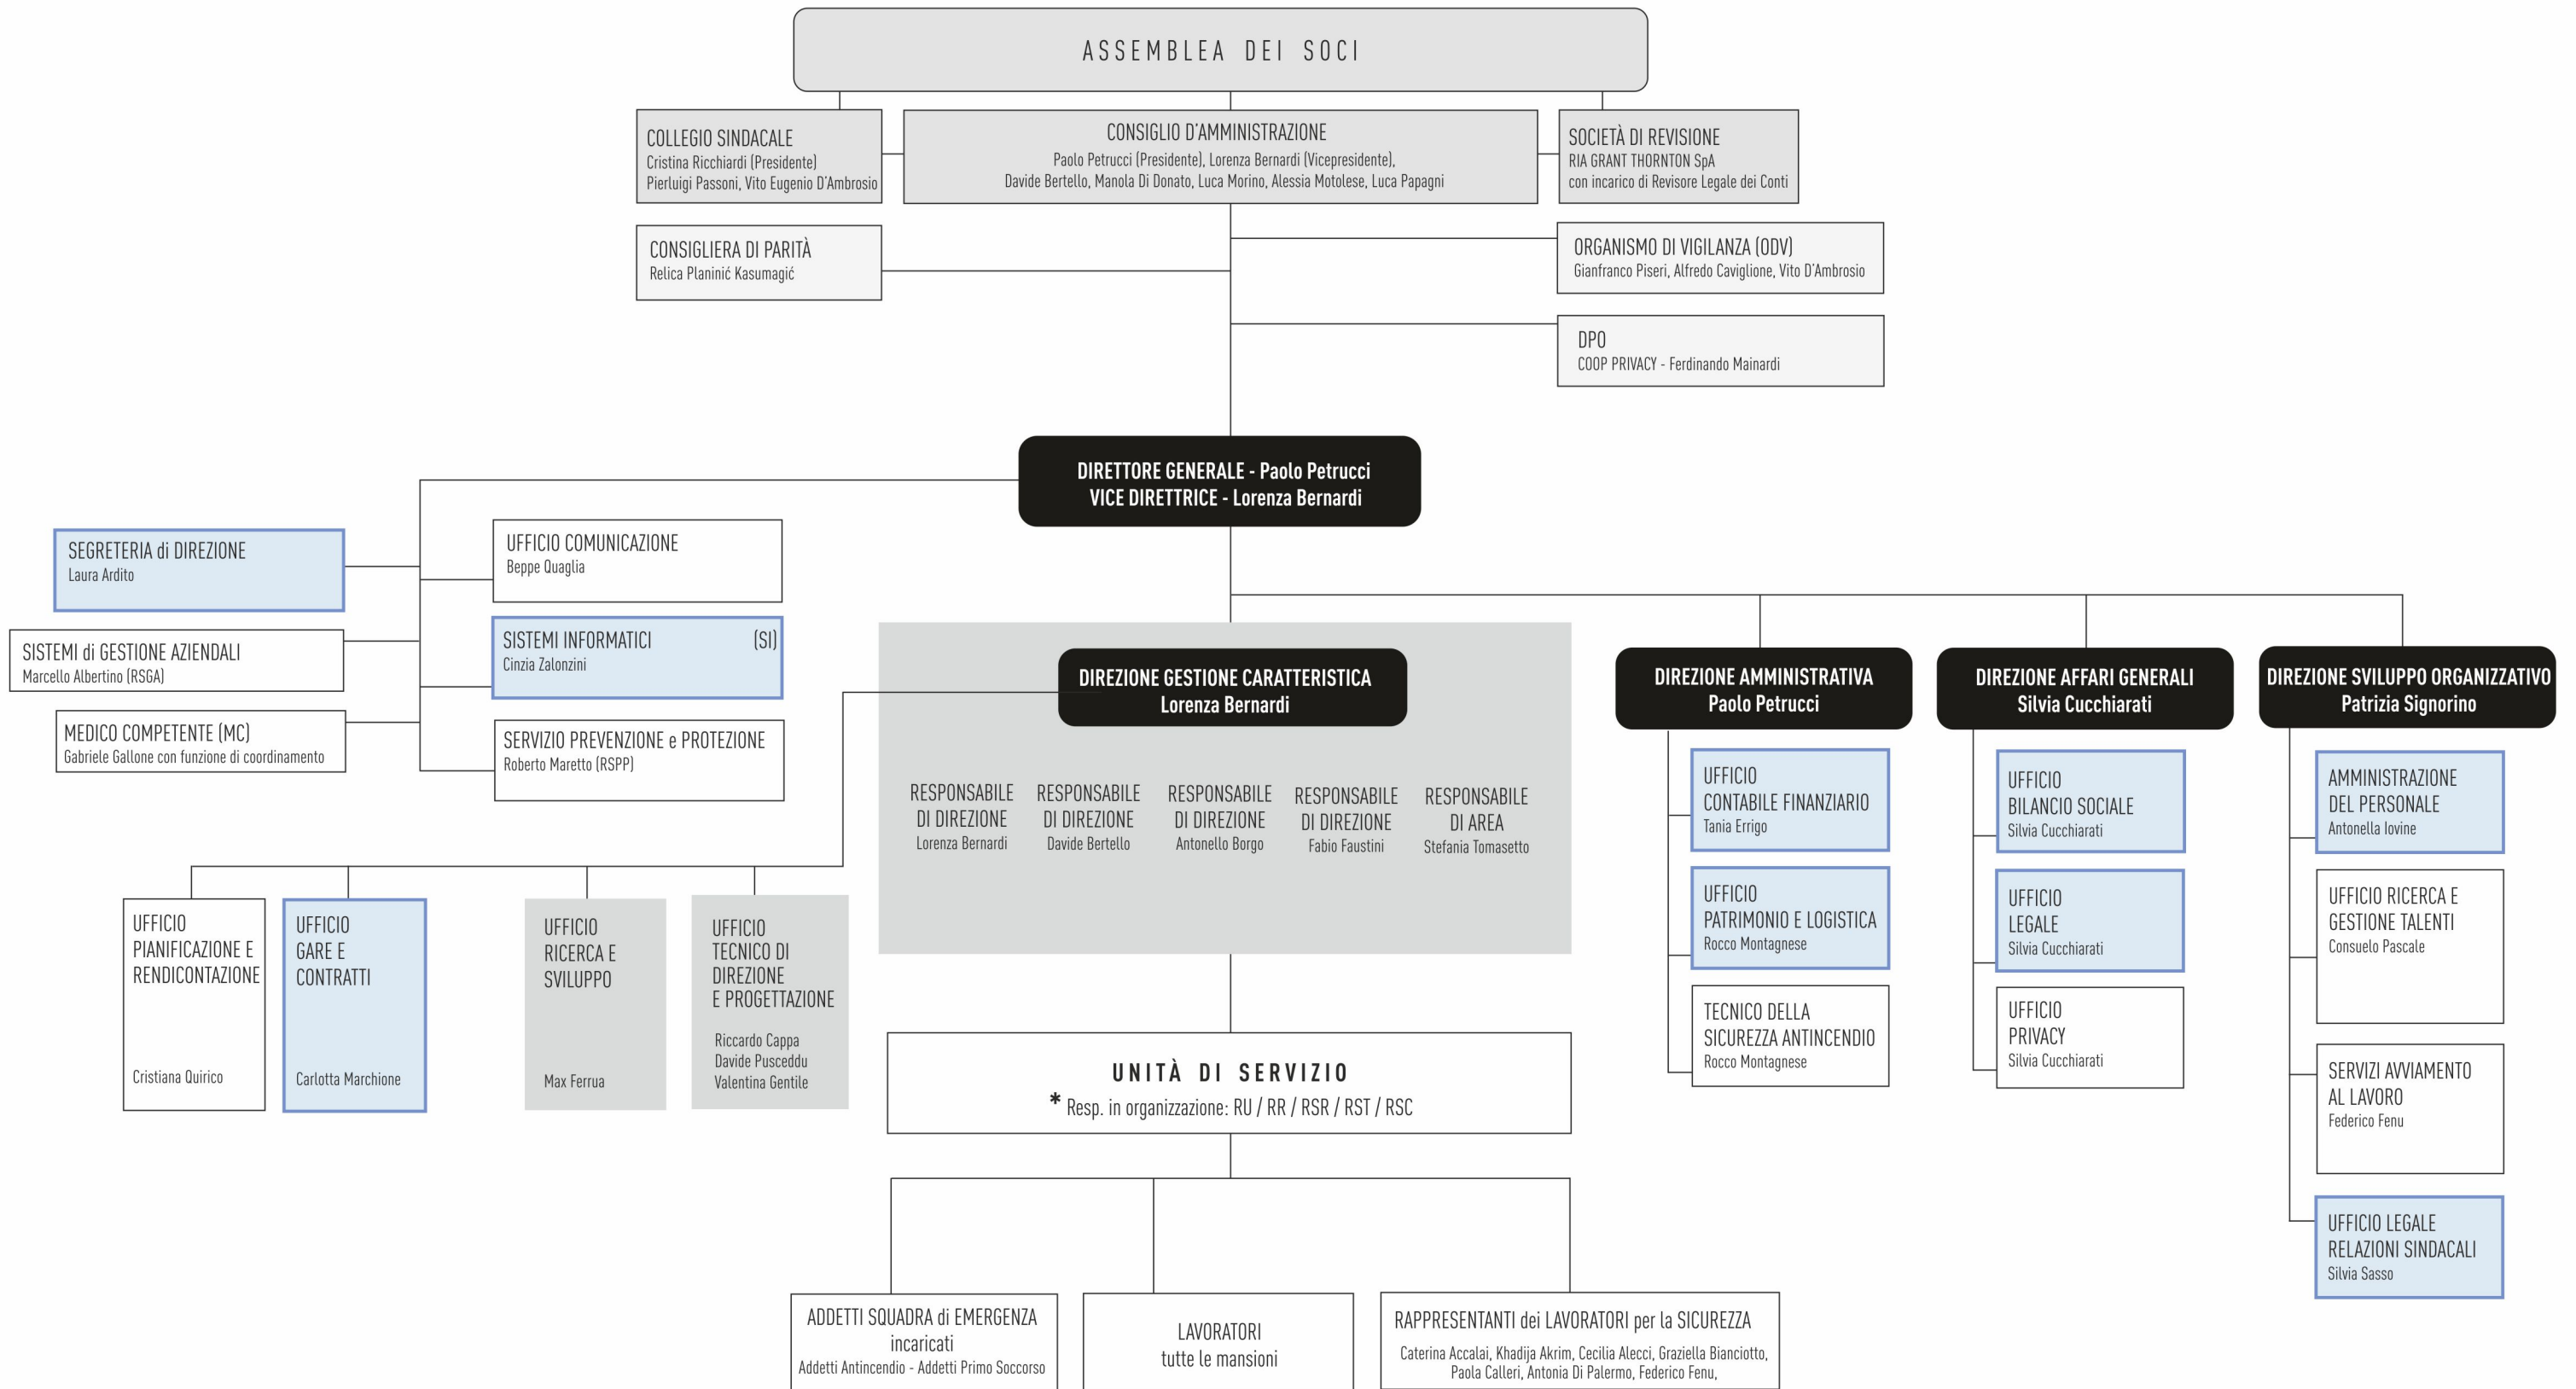 ASSEMBLEA DEI SOCI
COLLEGIO SINDACALE
Cristina Ricchiardi (Presidente)
Pierluigi Passoni, Vito Eugenio D'Ambrosio
CONSIGLIO D'AMMINISTRAZIONE
Paolo Petrucci (Presidente), Lorenza Bernardi (Vicepresidente),
Davide Bertello, Manola Di Donato, Luca Morino, Alessia Motolese, Luca Papagni
SOCIETÀ DI REVISIONE
RIA GRANT THORNTON SpA
con incarico di Revisore Legale dei Conti
CONSIGLIERA DI PARITÀ
Relica Planinić Kasumagić
ORGANISMO DI VIGILANZA (ODV)
Gianfranco Piseri, Alfredo Caviglione, Vito D'Ambrosio
DPO
COOP PRIVACY - Ferdinando Mainardi
DIRETTORE GENERALE - Paolo Petrucci
VICE DIRETTRICE - Lorenza Bernardi
SEGRETERIA di DIREZIONE
Laura Ardito
UFFICIO COMUNICAZIONE
Beppe Quaglia
SISTEMI di GESTIONE AZIENDALI
Marcello Albertino (RSGA)
SISTEMI INFORMATICI (SI)
Cinzia Zalonzini
MEDICO COMPETENTE (MC)
Gabriele Gallone con funzione di coordinamento
SERVIZIO PREVENZIONE e PROTEZIONE
Roberto Maretto (RSPP)
DIREZIONE GESTIONE CARATTERISTICA
Lorenza Bernardi
RESPONSABILE
DI DIREZIONE
Lorenza Bernardi
RESPONSABILE
DI DIREZIONE
Davide Bertello
RESPONSABILE
DI DIREZIONE
Antonello Borgo
RESPONSABILE
DI DIREZIONE
Fabio Faustini
RESPONSABILE
DI AREA
Stefania Tomasetto
DIREZIONE AMMINISTRATIVA
Paolo Petrucci
UFFICIO
CONTABILE FINANZIARIO
Tania Errigo
UFFICIO
PATRIMONIO E LOGISTICA
Rocco Montagnese
TECNICO DELLA
SICUREZZA ANTINCENDIO
Rocco Montagnese
DIREZIONE AFFARI GENERALI
Silvia Cucchiarati
UFFICIO
BILANCIO SOCIALE
Silvia Cucchiarati
UFFICIO
LEGALE
Silvia Cucchiarati
UFFICIO
PRIVACY
Silvia Cucchiarati
DIREZIONE SVILUPPO ORGANIZZATIVO
Patrizia Signorino
AMMINISTRAZIONE
DEL PERSONALE
Antonella Iovine
UFFICIO RICERCA E
GESTIONE TALENTI
Consuelo Pascale
SERVIZI AVVIAMENTO
AL LAVORO
Federico Fenu
UFFICIO LEGALE
RELAZIONI SINDACALI
Silvia Sasso
UFFICIO
PIANIFICAZIONE E
RENDICONTAZIONE
Cristiana Quirico
UFFICIO
GARE E
CONTRATTI
Carlotta Marchione
UFFICIO
RICERCA E
SVILUPPO
Max Ferrua
UFFICIO
TECNICO DI
DIREZIONE
E PROGETTAZIONE
Riccardo Cappa
Davide Pusceddu
Valentina Gentile
UNITÀ DI SERVIZIO
* Resp. in organizzazione: RU / RR / RSR / RST / RSC
ADDETTI SQUADRA di EMERGENZA
incaricati
Addetti Antincendio - Addetti Primo Soccorso
LAVORATORI
tutte le mansioni
RAPPRESENTANTI dei LAVORATORI per la SICUREZZA
Caterina Accalai, Khadija Akrim, Cecilia Alecci, Graziella Bianciotto,
Paola Calleri, Antonia Di Palermo, Federico Fenu,